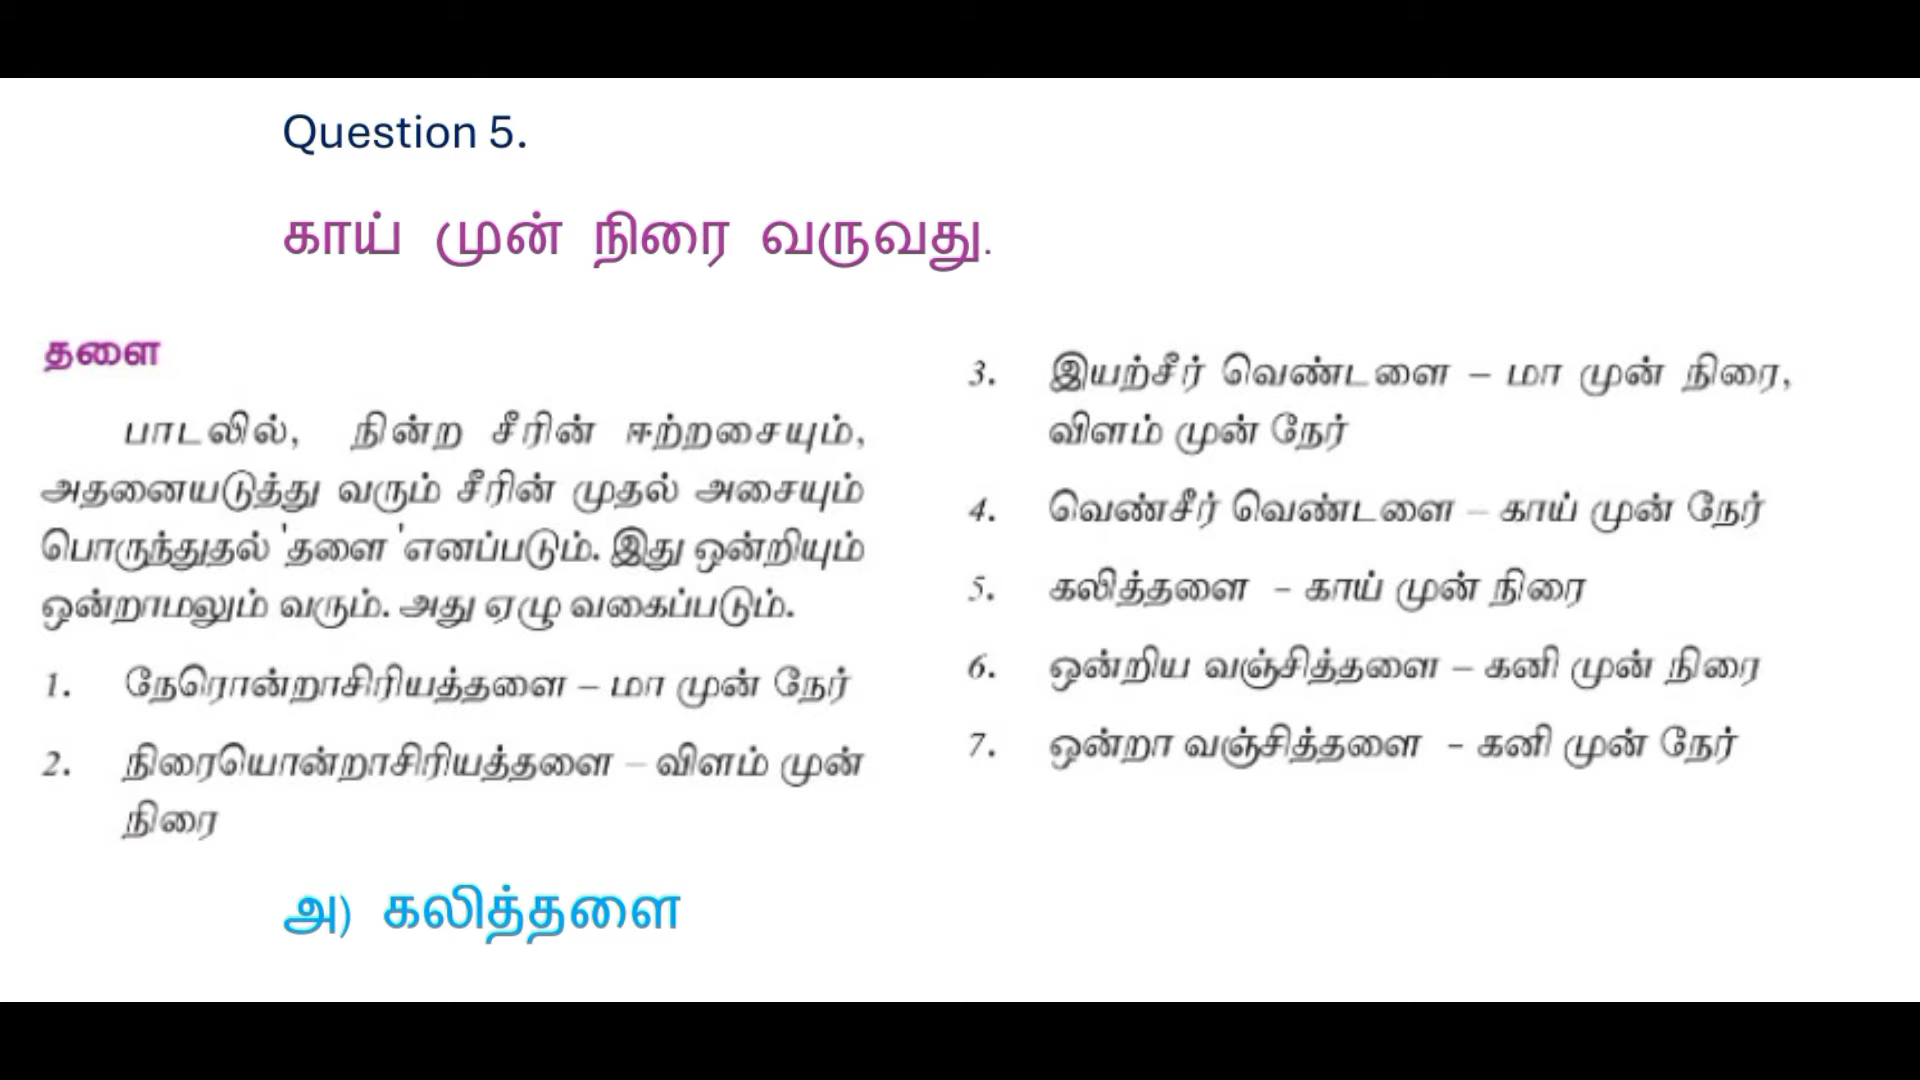 Question 5.
காய் முன் நிரை வருவது.
தளை
பாடலில், நின்ற சீரின் ஈற்றசையும்,
அதனையடுத்து வரும் சீரின் முதல் அசையும்
பொருந்துதல் 'தளை 'எனப்படும். இது ஒன்றியும்
ஒன்றாமலும் வரும். அது ஏழு வகைப்படும்.
1. நேரொன்றாசிரியத்தளை – மா முன் நேர்
2. நிரையொன்றாசிரியத்தளை – விளம் முன்
நிரை
3. இயற்சீர் வெண்டளை – மா முன் நிரை,
விளம் முன் நேர்
4. வெண்சீர் வெண்டளை – காய் முன் நேர்
5. கலித்தளை - காய் முன் நிரை
6. ஒன்றிய வஞ்சித்தளை – கனி முன் நிரை
7. ஒன்றா வஞ்சித்தளை - கனி முன் நேர்
அ) கலித்தளை